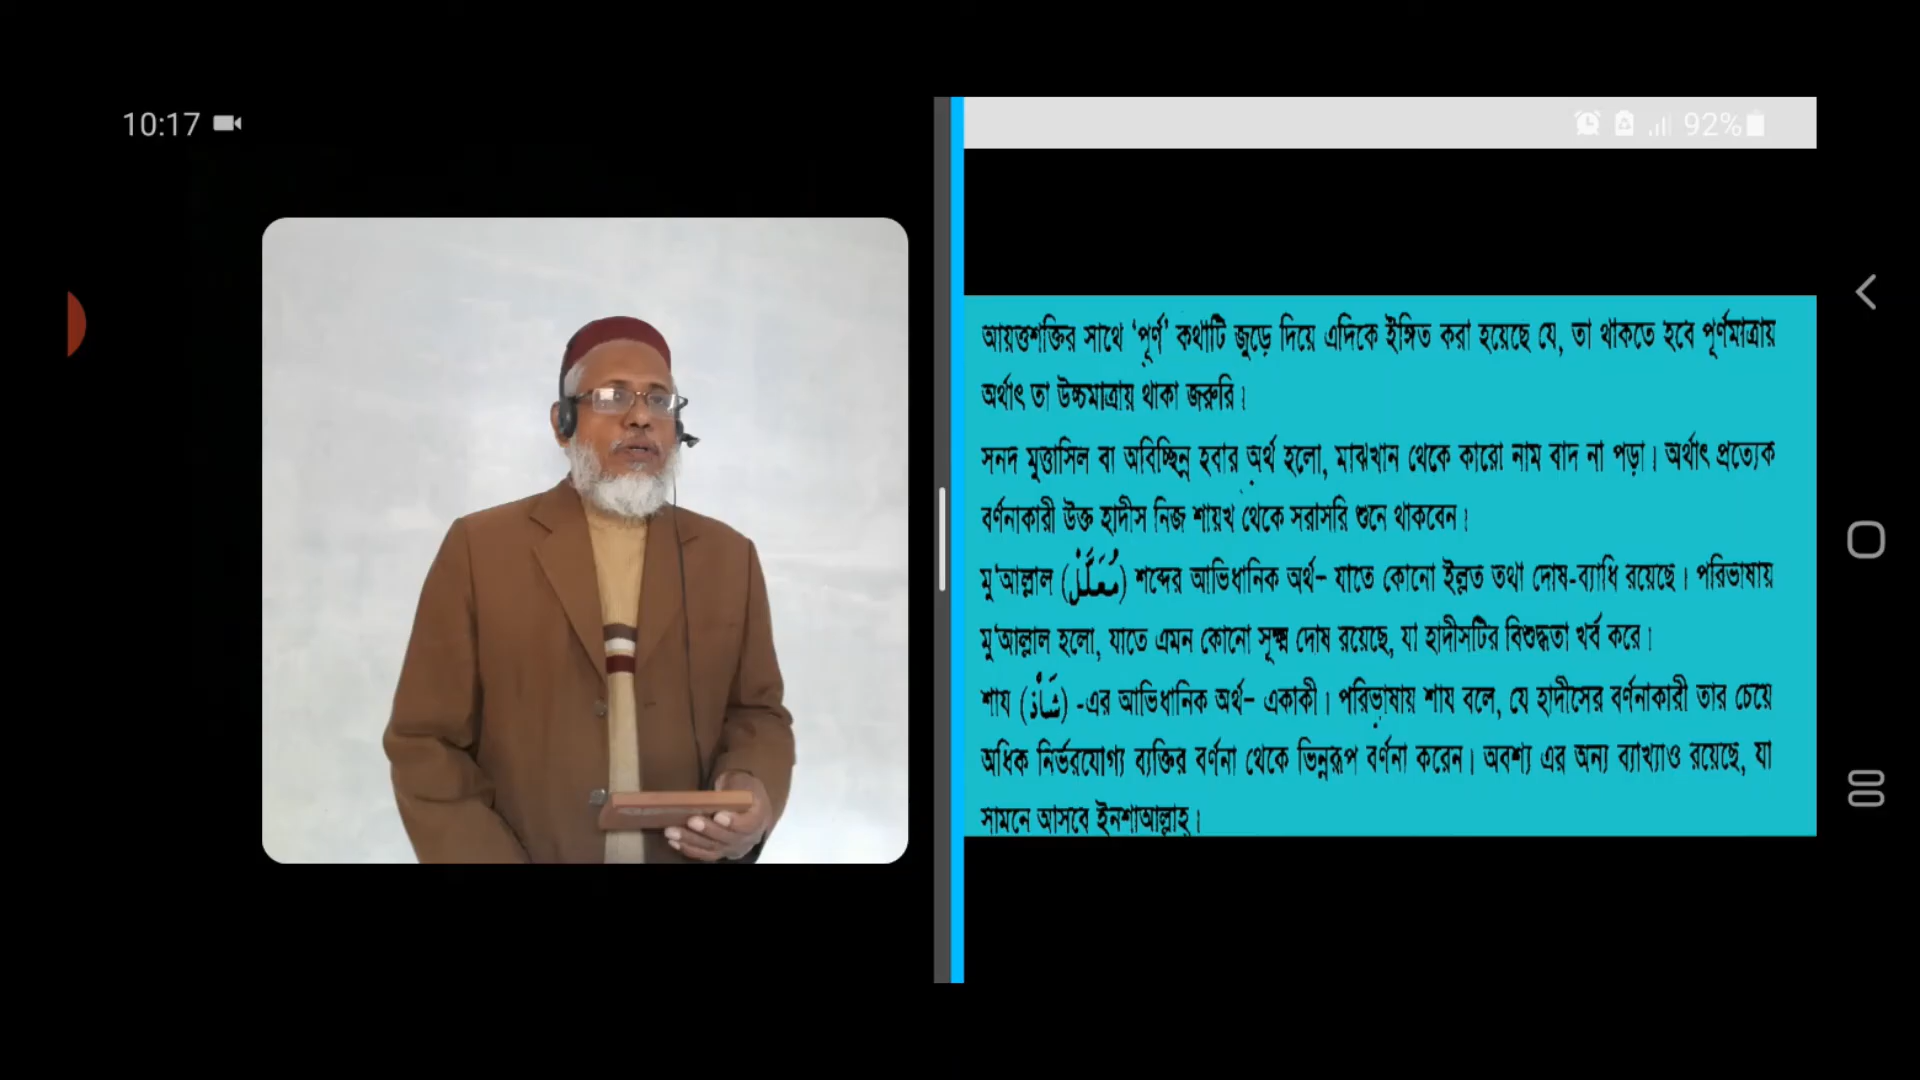 10:17
92%
আয়ত্তশক্তির সাথে ‘পূর্ণ’ কথাটি জুড়ে দিয়ে এদিকে ইঙ্গিত করা হয়েছে যে, তা থাকতে হবে পূর্ণমাত্রায়
অর্থাৎ তা উচ্চমাত্রায় থাকা জরুরি।
সনদ মুত্তাসিল বা অবিচ্ছিন্ন হবার অর্থ হলো, মাঝখান থেকে কারো নাম বাদ না পড়া। অর্থাৎ প্রত্যেক
বর্ণনাকারী উক্ত হাদীস নিজ শায়খ থেকে সরাসরি শুনে থাকবেন।
মু‘আল্লাল (مُعَلَّلْ) শব্দের আভিধানিক অর্থ– যাতে কোনো ইল্লত তথা দোষ-ব্যাধি রয়েছে। পরিভাষায়
মু‘আল্লাল হলো, যাতে এমন কোনো সূক্ষ্ম দোষ রয়েছে, যা হাদীসটির বিশুদ্ধতা খর্ব করে।
শায (شَاذْ) -এর আভিধানিক অর্থ– একাকী। পরিভাষায় শায বলে, যে হাদীসের বর্ণনাকারী তার চেয়ে
অধিক নির্ভরযোগ্য ব্যক্তির বর্ণনা থেকে ভিন্নরূপ বর্ণনা করেন। অবশ্য এর অন্য ব্যাখ্যাও রয়েছে, যা
সামনে আসবে ইনশাআল্লাহ।